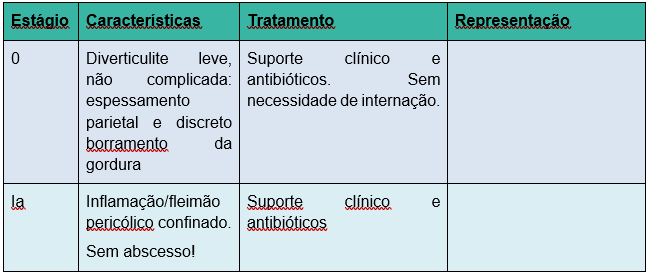 Estágio Características Tratamento Representação
0
Diverticulite leve,
não complicada:
espessamento
parietal e discreto
borramento da
gordura
Suporte clínico e
antibióticos. Sem
necessidade de internação.
Ia
Inflamação/fleimão
pericólico confinado.
Sem abscesso!
Suporte clínico e
antibióticos